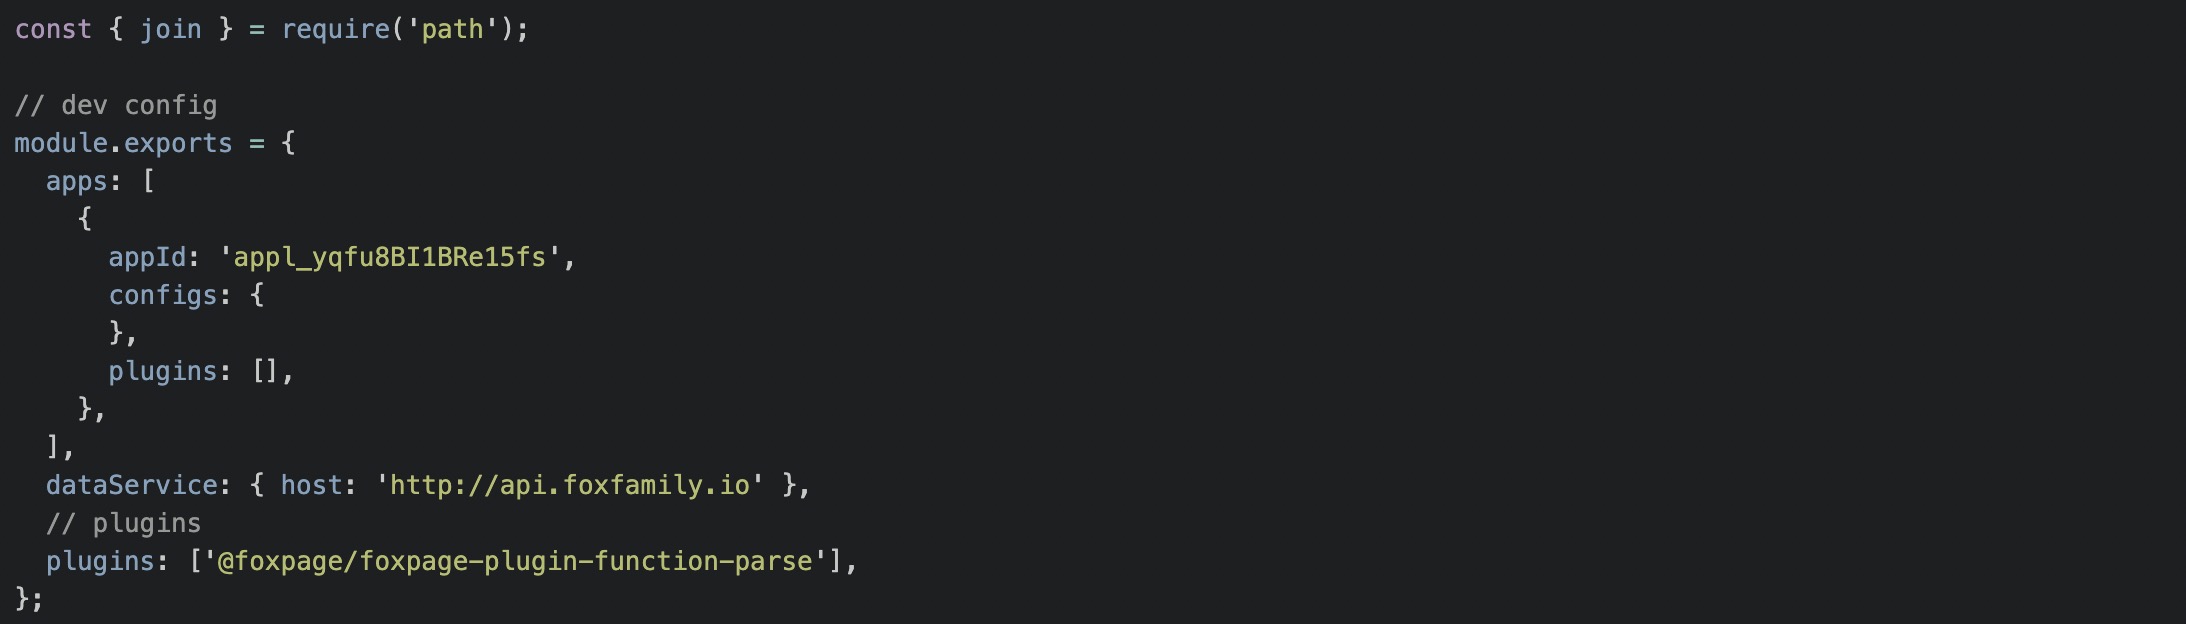 const { join } = require('path');
// dev config
module.exports = {
apps: [
{
appId: 'appl_yqfu8BI1BRe15fs',
configs: {
},
plugins: [],
},
],
dataService: { host: 'http://api.foxfamily.io' },
// plugins
plugins: ['@foxpage/foxpage-plugin-function-parse'],
};